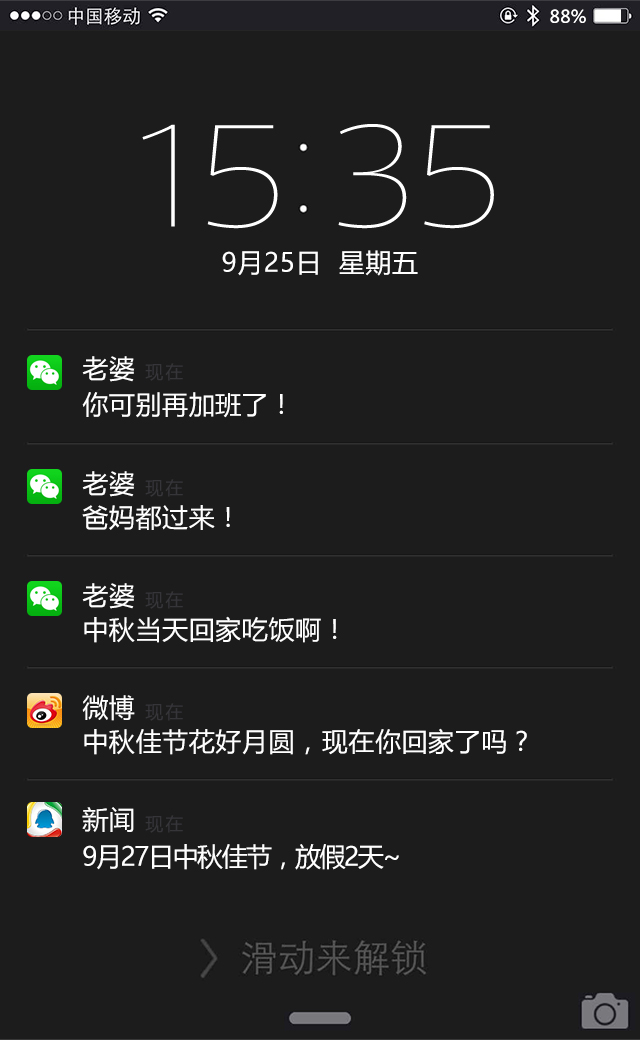 中国移动 88%
15:35
9月25日 星期五
老婆 现在
你可别再加班了！
老婆 现在
爸妈都过来！
老婆 现在
中秋当天回家吃饭啊！
微博 现在
中秋佳节花好月圆，现在你回家了吗？
新闻 现在
9月27日中秋佳节，放假2天~
滑动来解锁